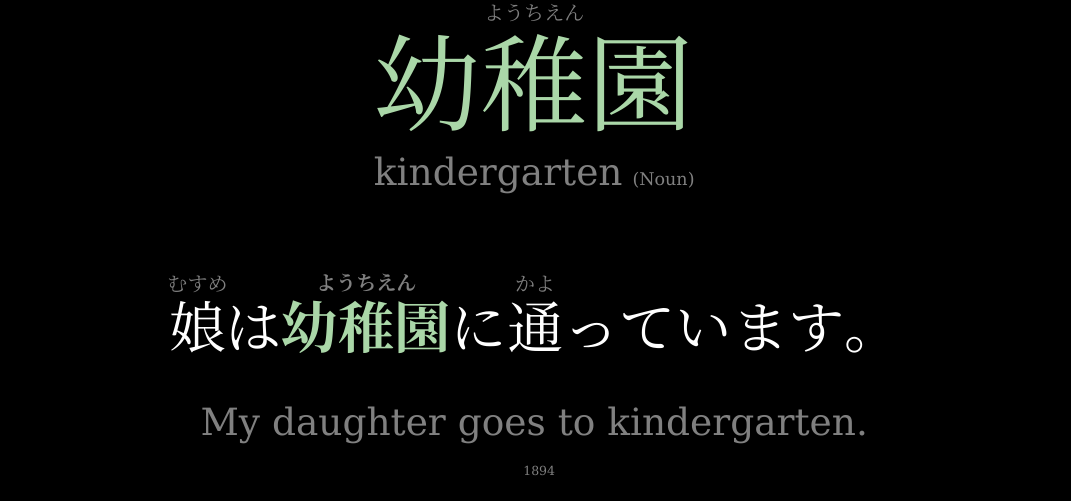 ようちえん
幼稚園
kindergarten (Noun)
むすめ ようちえん かよ
娘は幼稚園に通っています。
My daughter goes to kindergarten.
1894